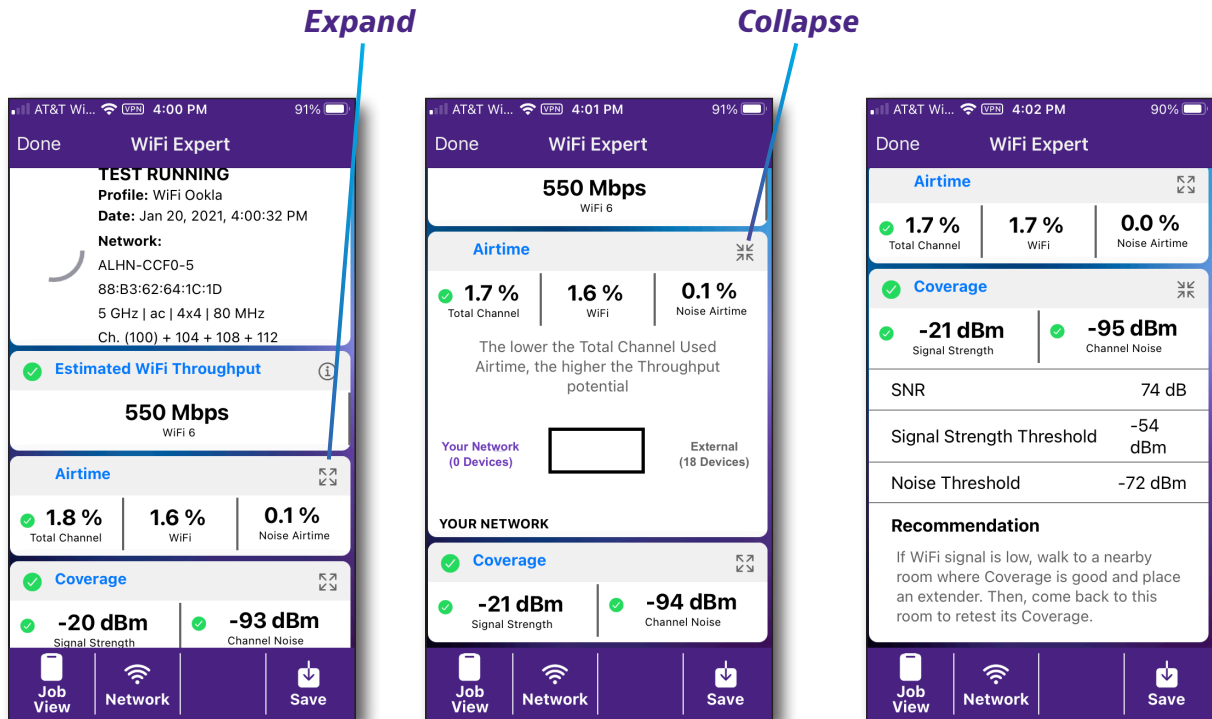 Expand
Collapse
AT&T Wi... VPN 4:00 PM 91%
Done WiFi Expert
TEST RUNNING
Profile: WiFi Ookla
Date: Jan 20, 2021, 4:00:32 PM
Network:
ALHN-CCF0-5
88:B3:62:64:1C:1D
5 GHz | ac | 4x4 | 80 MHz
Ch. (100) + 104 + 108 + 112
Estimated WiFi Throughput
550 Mbps
WiFi 6
Airtime
1.8 % 1.6 % 0.1 %
Total Channel WiFi Noise Airtime
Coverage
-20 dBm -93 dBm
Signal Strength Channel Noise
Job View Network Save
AT&T Wi... VPN 4:01 PM 91%
Done WiFi Expert
550 Mbps
WiFi 6
Airtime
1.7 % 1.6 % 0.1 %
Total Channel WiFi Noise Airtime
The lower the Total Channel Used
Airtime, the higher the Throughput
potential
Your Network External
(0 Devices) (18 Devices)
YOUR NETWORK
Coverage
-21 dBm -94 dBm
Signal Strength Channel Noise
Job View Network Save
AT&T Wi... VPN 4:02 PM 90%
Done WiFi Expert
Airtime
1.7 % 1.7 % 0.0 %
Total Channel WiFi Noise Airtime
Coverage
-21 dBm -95 dBm
Signal Strength Channel Noise
SNR 74 dB
Signal Strength Threshold -54 dBm
Noise Threshold -72 dBm
Recommendation
If WiFi signal is low, walk to a nearby
room where Coverage is good and place
an extender. Then, come back to this
room to retest its Coverage.
Job View Network Save